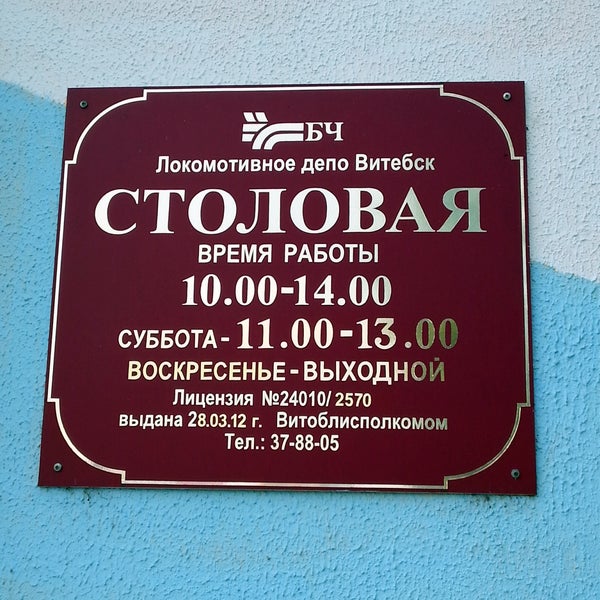 БЧ
Локомотивное депо Витебск
СТОЛОВАЯ
ВРЕМЯ РАБОТЫ
10.00-14.00
СУББОТА - 11.00-13.00
ВОСКРЕСЕНЬЕ - ВЫХОДНОЙ
Лицензия №24010/2570
выдана 28.03.12 г. Витоблисполкомом
Тел.: 37-88-05